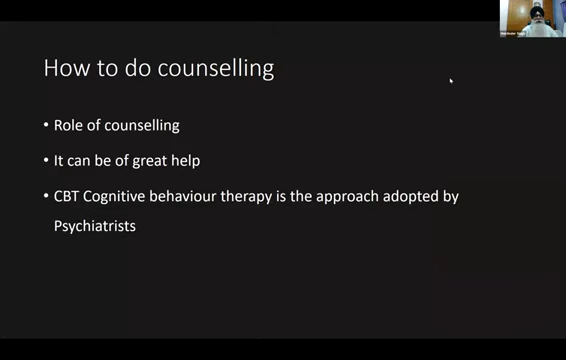 How to do counselling
• Role of counselling
• It can be of great help
• CBT Cognitive behaviour therapy is the approach adopted by
Psychiatrists